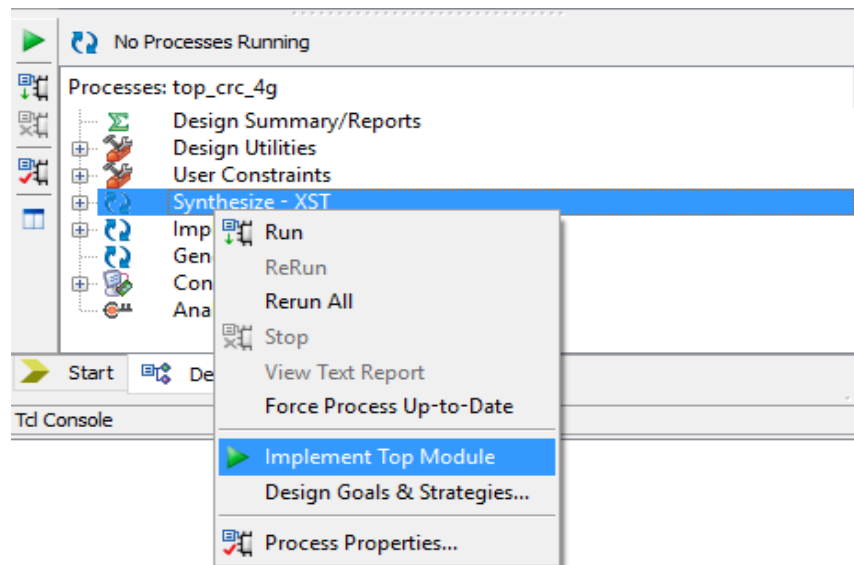 No Processes Running
Processes: top_crc_4g
Design Summary/Reports
Design Utilities
User Constraints
Synthesize - XST
Imp
Gen
Con
Ana
Run
ReRun
Rerun All
Stop
View Text Report
Force Process Up-to-Date
Implement Top Module
Design Goals & Strategies...
Process Properties...
Start
De
Tcl Console